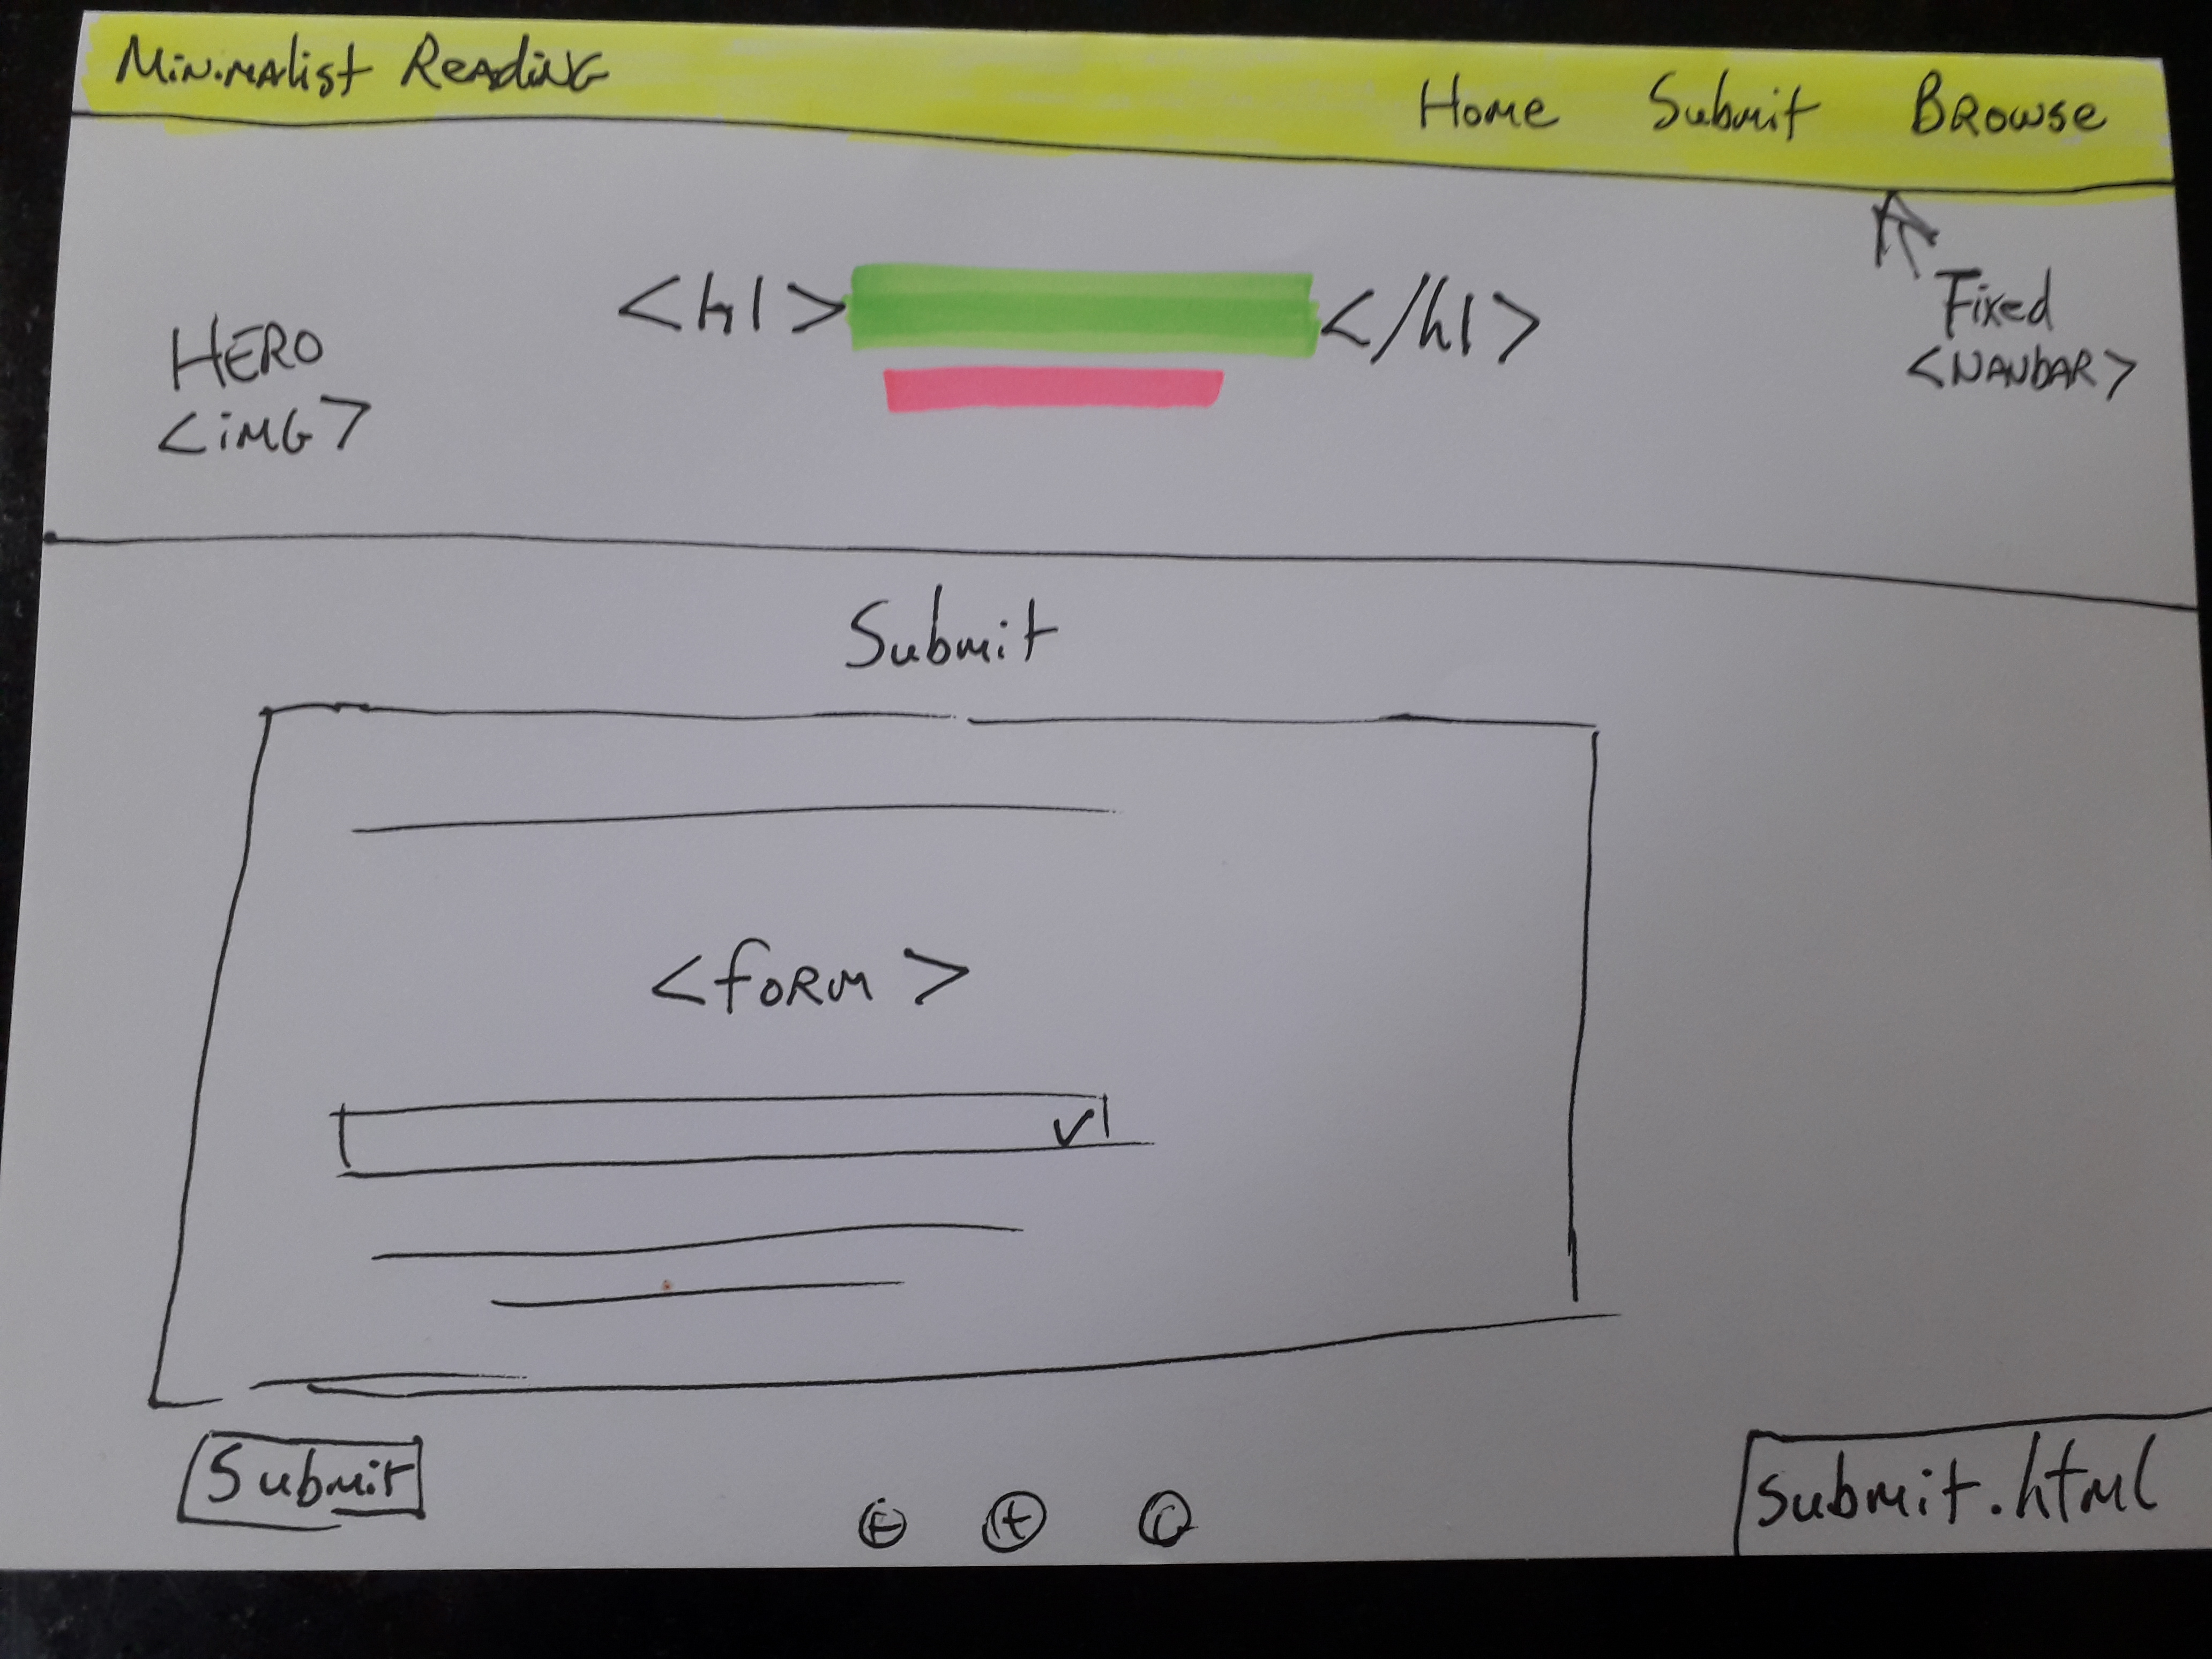 Minimalist Reading
Home Submit Browse
<h1> </h1>
HERO
<iMG>
Fixed
<NAVbAR>
Submit
<foRM>
Submit
submit.html